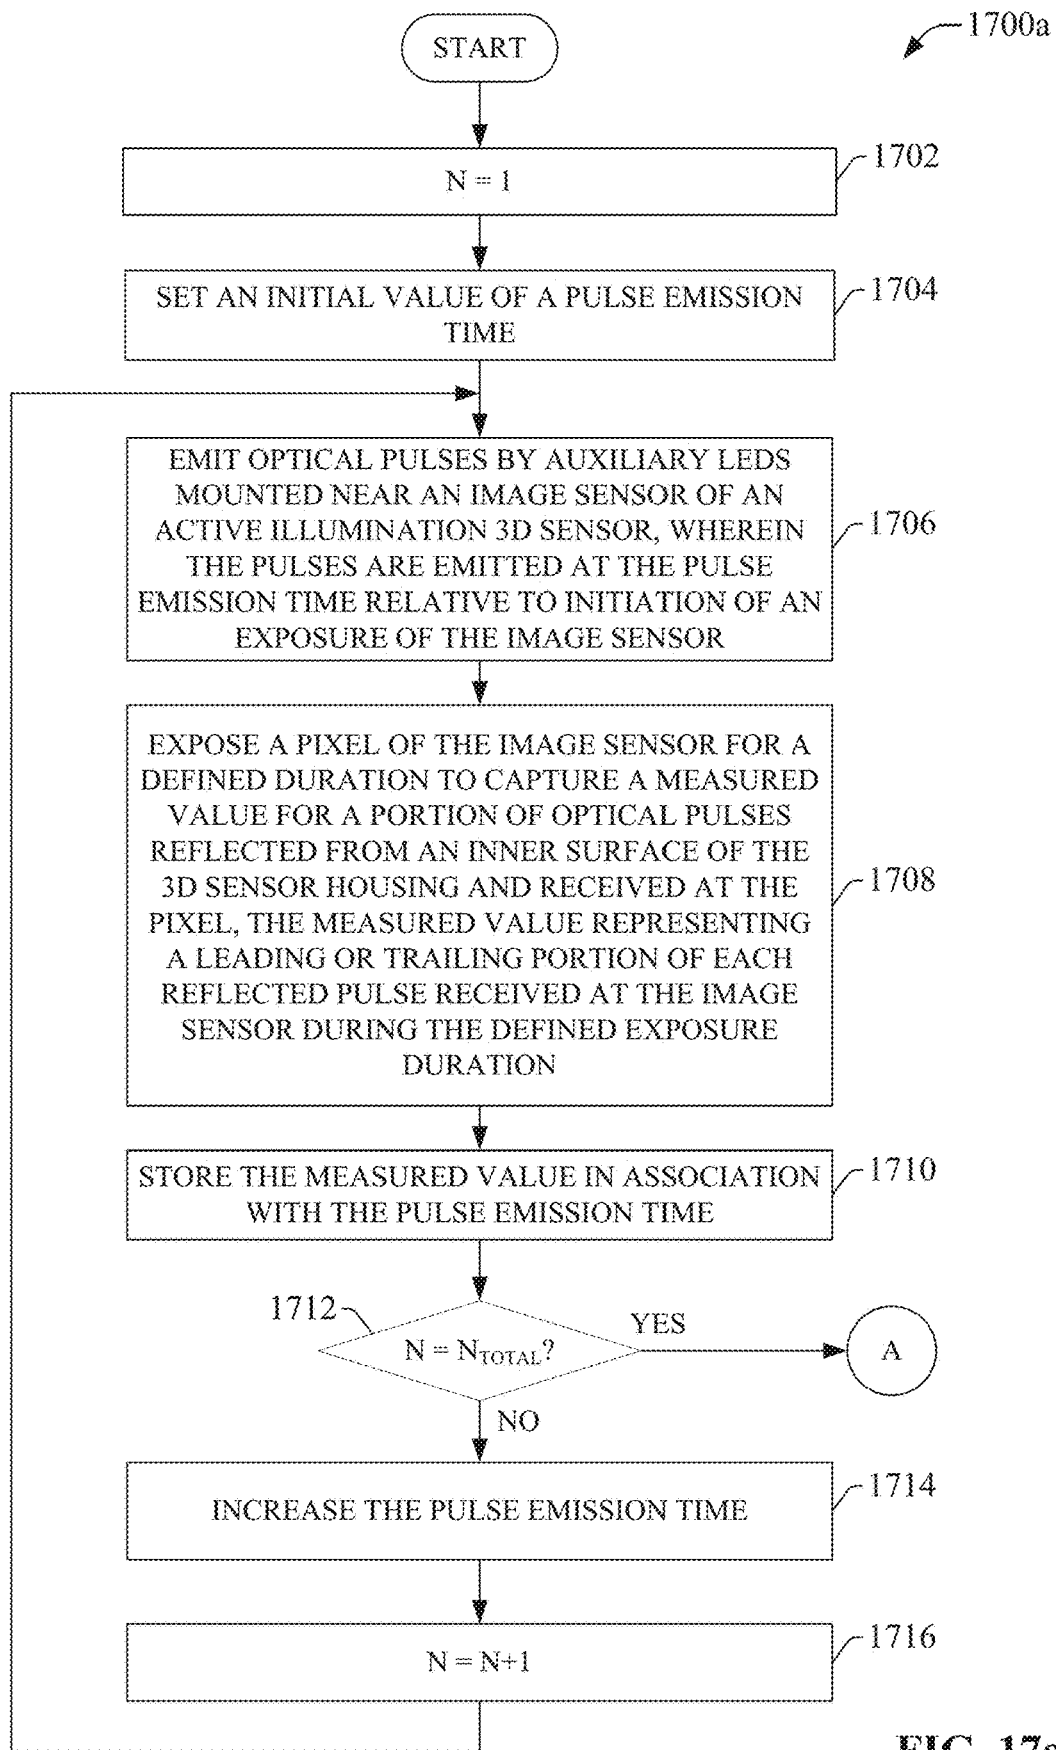 1700a
START
1702
N = 1
1704
SET AN INITIAL VALUE OF A PULSE EMISSION
TIME
1706
EMIT OPTICAL PULSES BY AUXILIARY LEDS
MOUNTED NEAR AN IMAGE SENSOR OF AN
ACTIVE ILLUMINATION 3D SENSOR, WHEREIN
THE PULSES ARE EMITTED AT THE PULSE
EMISSION TIME RELATIVE TO INITIATION OF AN
EXPOSURE OF THE IMAGE SENSOR
1708
EXPOSE A PIXEL OF THE IMAGE SENSOR FOR A
DEFINED DURATION TO CAPTURE A MEASURED
VALUE FOR A PORTION OF OPTICAL PULSES
REFLECTED FROM AN INNER SURFACE OF THE
3D SENSOR HOUSING AND RECEIVED AT THE
PIXEL, THE MEASURED VALUE REPRESENTING
A LEADING OR TRAILING PORTION OF EACH
REFLECTED PULSE RECEIVED AT THE IMAGE
SENSOR DURING THE DEFINED EXPOSURE
DURATION
1710
STORE THE MEASURED VALUE IN ASSOCIATION
WITH THE PULSE EMISSION TIME
1712
N = N_TOTAL?
YES
A
NO
1714
INCREASE THE PULSE EMISSION TIME
1716
N = N+1
FIG. 17a